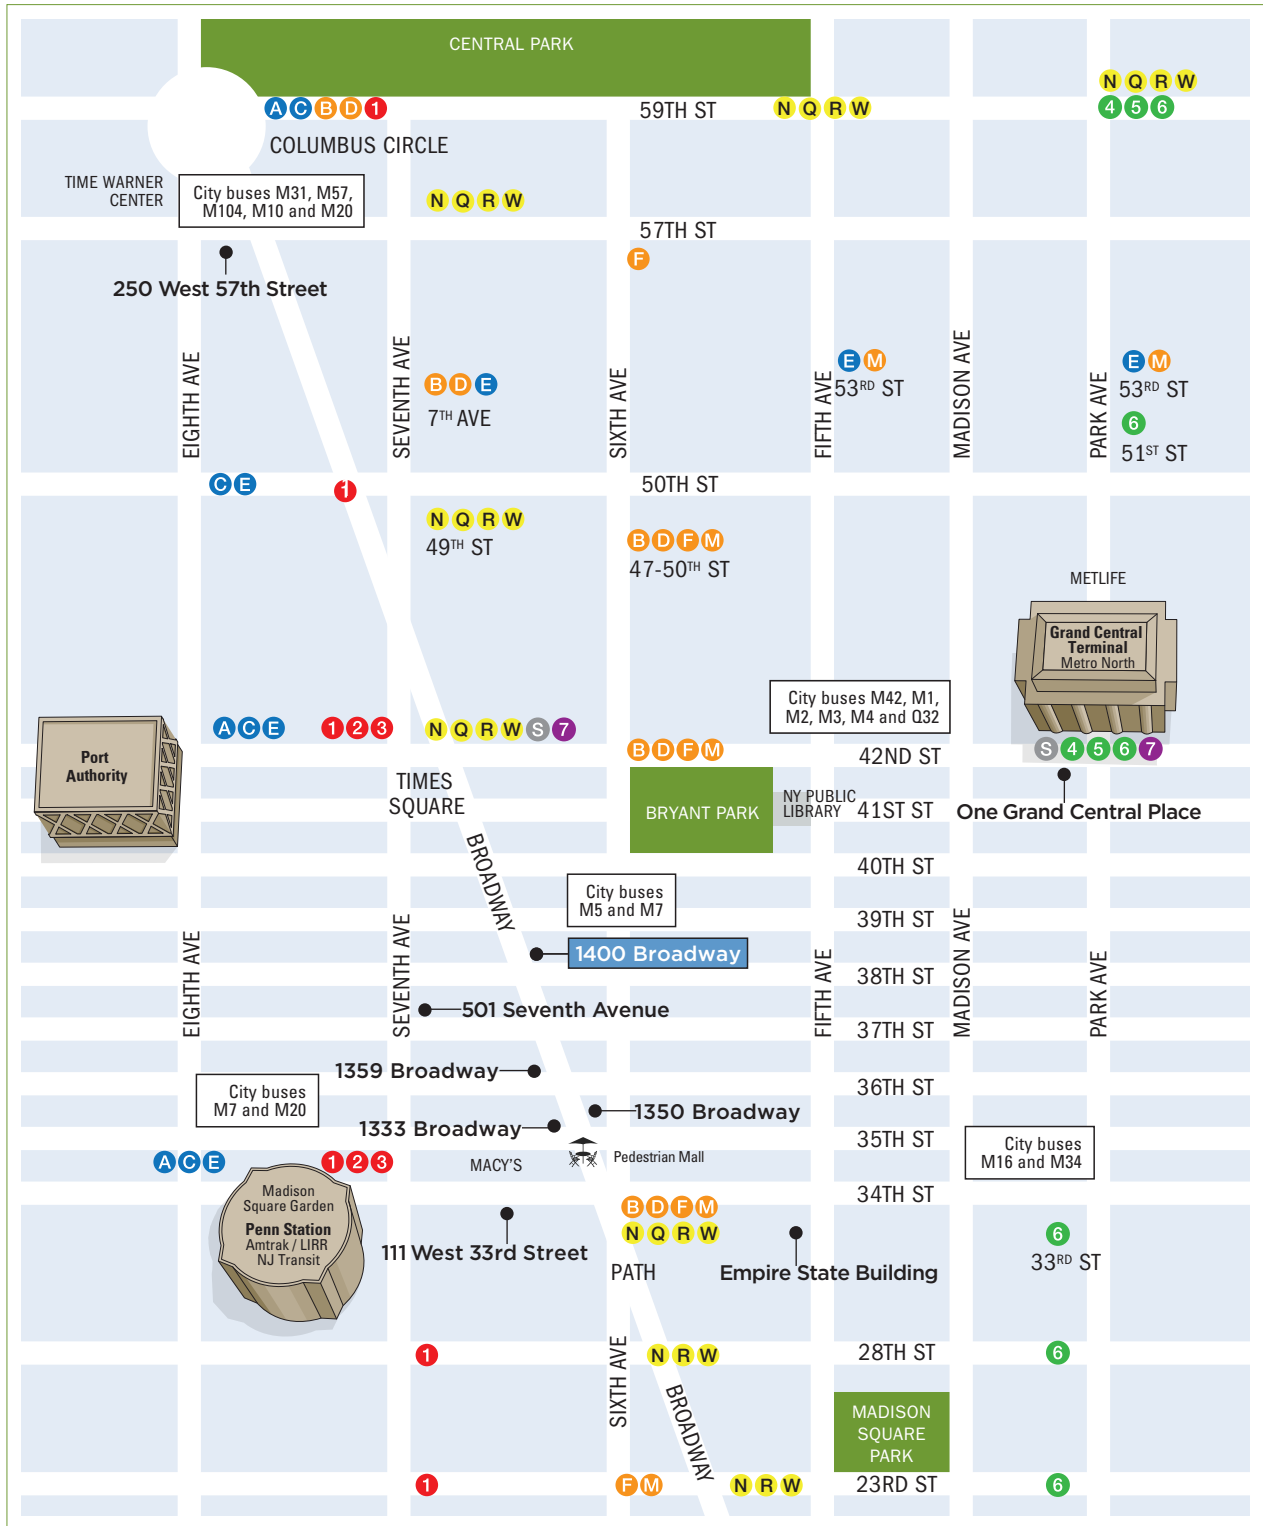 CENTRAL PARK
N Q R W
A C B D 1
59TH ST
N Q R W
4 5 6
COLUMBUS CIRCLE
TIME WARNER
CENTER
City buses M31, M57,
M104, M10 and M20
N Q R W
57TH ST
F
250 West 57th Street
EIGHTH AVE
SEVENTH AVE
SIXTH AVE
FIFTH AVE
MADISON AVE
PARK AVE
B D E
7TH AVE
E M
53RD ST
E M
53RD ST
6
51ST ST
C E
1
50TH ST
N Q R W
49TH ST
B D F M
47-50TH ST
METLIFE
Grand Central
Terminal
Metro North
City buses M42, M1,
M2, M3, M4 and Q32
A C E
1 2 3
N Q R W S 7
B D F M
42ND ST
S 4 5 6 7
Port
Authority
TIMES
SQUARE
BRYANT PARK
NY PUBLIC
LIBRARY
41ST ST
One Grand Central Place
BROADWAY
40TH ST
City buses
M5 and M7
39TH ST
1400 Broadway
EIGHTH AVE
SEVENTH AVE
FIFTH AVE
MADISON AVE
PARK AVE
38TH ST
501 Seventh Avenue
37TH ST
1359 Broadway
36TH ST
City buses
M7 and M20
1350 Broadway
1333 Broadway
35TH ST
City buses
M16 and M34
A C E
1 2 3
MACY'S
Pedestrian Mall
34TH ST
Madison
Square Garden
Penn Station
Amtrak / LIRR
NJ Transit
B D F M
N Q R W
111 West 33rd Street
PATH
Empire State Building
6
33RD ST
1
SIXTH AVE
N R W
28TH ST
6
BROADWAY
MADISON
SQUARE
PARK
1
F M
N R W
23RD ST
6